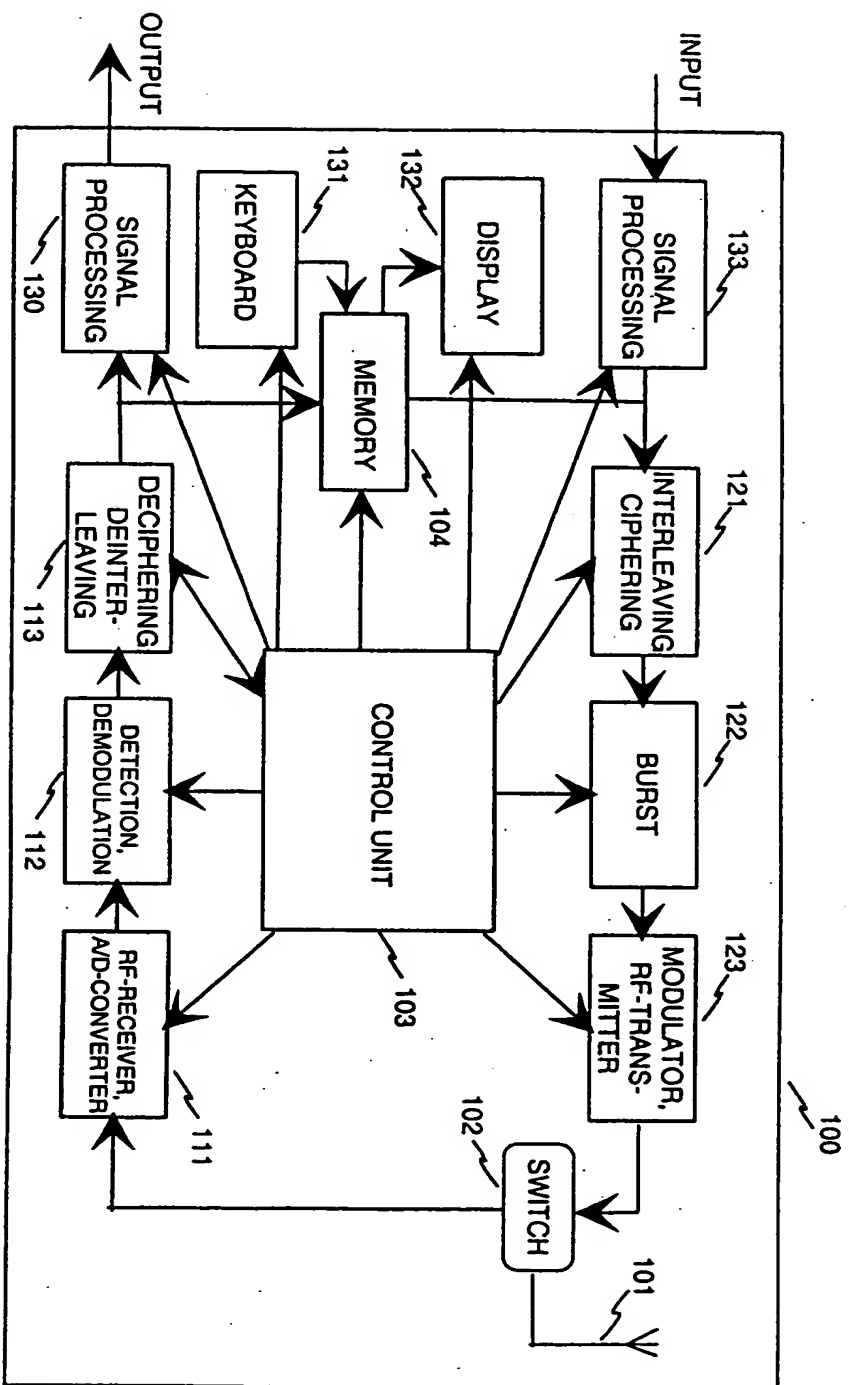 100
INPUT
133
SIGNAL
PROCESSING
121
INTERLEAVING
CIPHERING
122
BURST
123
MODULATOR,
RF-TRANS-
MITTER
132
DISPLAY
131
KEYBOARD
MEMORY
104
CONTROL UNIT
103
102
SWITCH
101
OUTPUT
SIGNAL
PROCESSING
130
DECIPHERING
DEINTER-
LEAVING
113
DETECTION,
DEMODULATION
112
RF-RECEIVER,
A/D-CONVERTER
111